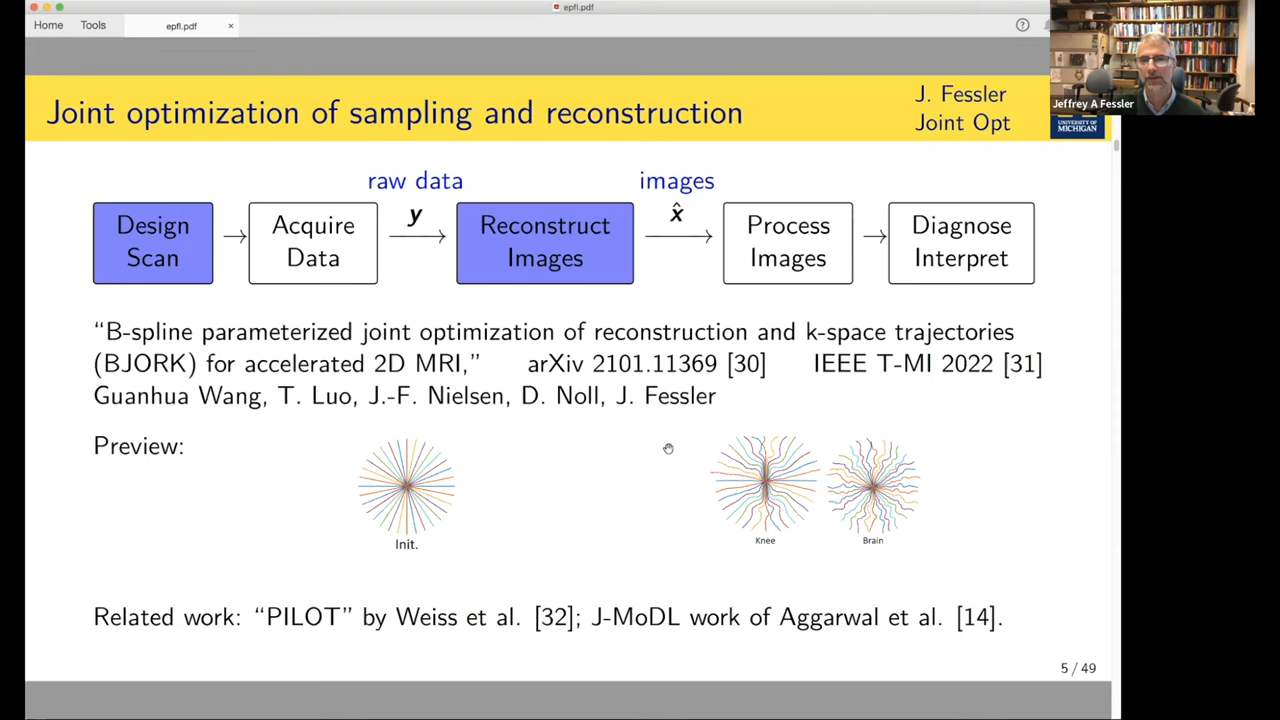 epfl.pdf
Home Tools epfl.pdf ×
?
Jeffrey A Fessler
Joint optimization of sampling and reconstruction
J. Fessler
Joint Opt
UNIVERSITY OF
MICHIGAN
raw data
images
Design
Scan
Acquire
Data
y
Reconstruct
Images
x̂
Process
Images
Diagnose
Interpret
“B-spline parameterized joint optimization of reconstruction and k-space trajectories
(BJORK) for accelerated 2D MRI,” arXiv 2101.11369 [30] IEEE T-MI 2022 [31]
Guanhua Wang, T. Luo, J.-F. Nielsen, D. Noll, J. Fessler
Preview:
Init.
Knee
Brain
Related work: “PILOT” by Weiss et al. [32]; J-MoDL work of Aggarwal et al. [14].
5 / 49